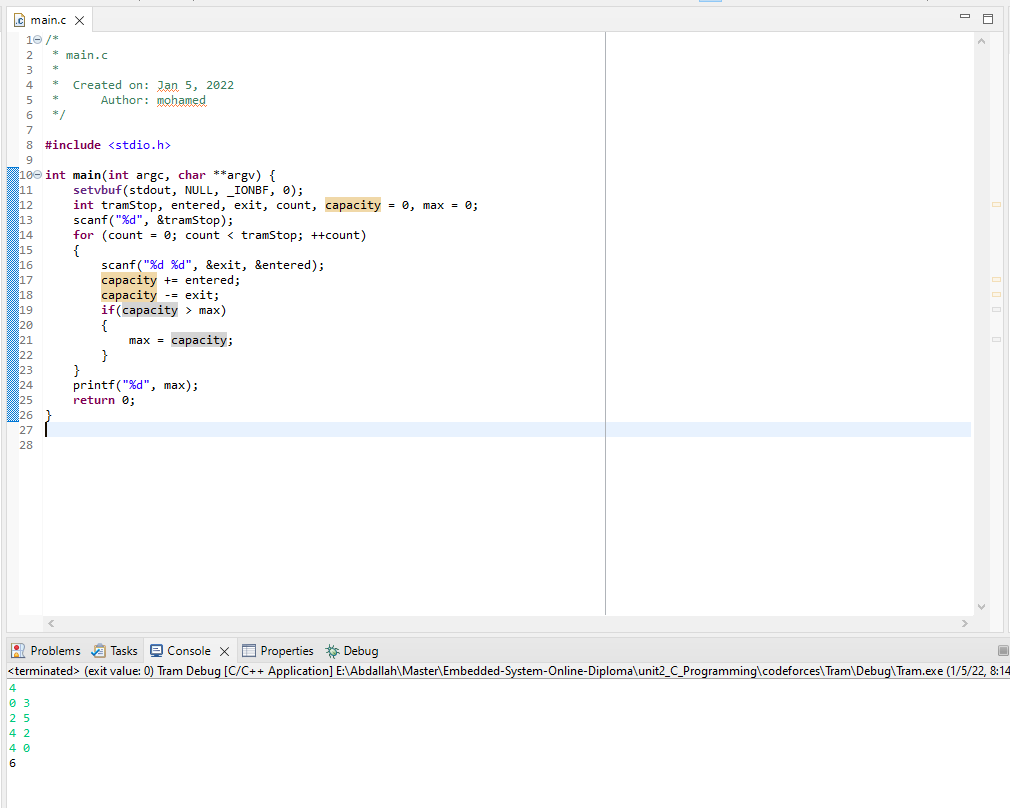 main.c
1 /*
2  * main.c
3  *
4  *  Created on: Jan 5, 2022
5  *      Author: mohamed
6  */
7
8 #include <stdio.h>
9
10 int main(int argc, char **argv) {
11     setvbuf(stdout, NULL, _IONBF, 0);
12     int tramStop, entered, exit, count, capacity = 0, max = 0;
13     scanf("%d", &tramStop);
14     for (count = 0; count < tramStop; ++count)
15     {
16         scanf("%d %d", &exit, &entered);
17         capacity += entered;
18         capacity -= exit;
19         if(capacity > max)
20         {
21             max = capacity;
22         }
23     }
24     printf("%d", max);
25     return 0;
26 }
27
28
Problems Tasks Console Properties Debug
<terminated> (exit value: 0) Tram Debug [C/C++ Application] E:\Abdallah\Master\Embedded-System-Online-Diploma\unit2_C_Programming\codeforces\Tram\Debug\Tram.exe (1/5/22, 8:14
4
0 3
2 5
4 2
4 0
6